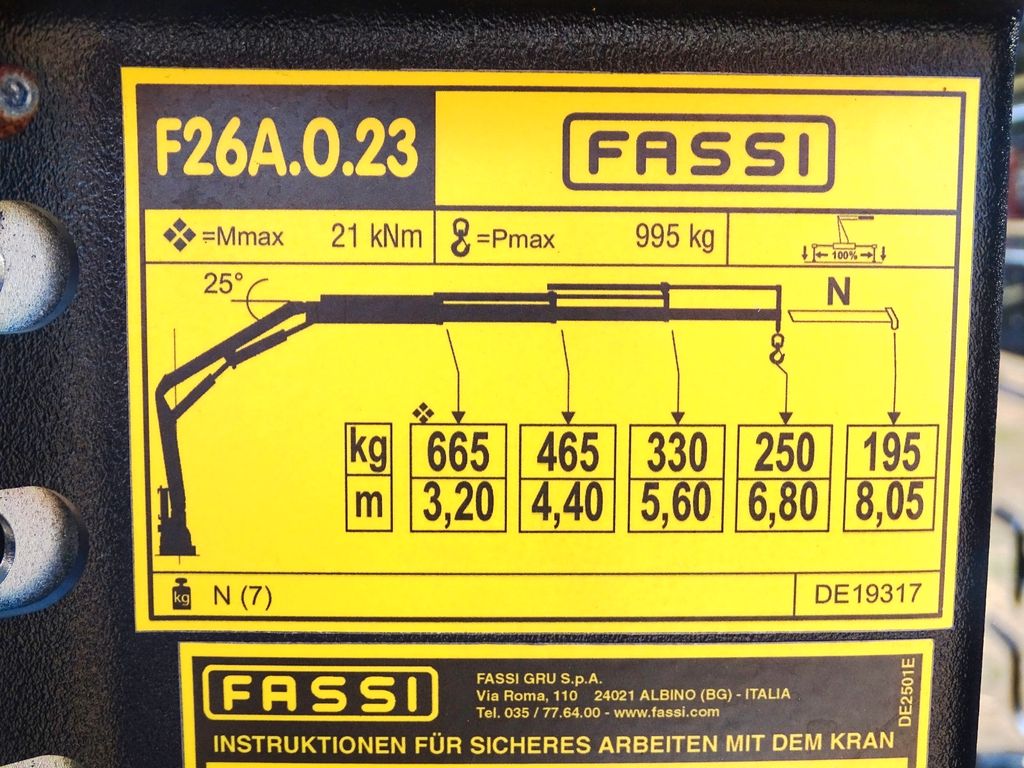 F26A.0.23
FASSI
=Mmax 21 kNm =Pmax 995 kg
100%
25°
N
kg 665 465 330 250 195
m 3,20 4,40 5,60 6,80 8,05
kg N (7) DE19317
FASSI
FASSI GRU S.p.A.
Via Roma, 110 24021 ALBINO (BG) - ITALIA
Tel. 035 / 77.64.00 - www.fassi.com
DE2501E
INSTRUKTIONEN FÜR SICHERES ARBEITEN MIT DEM KRAN